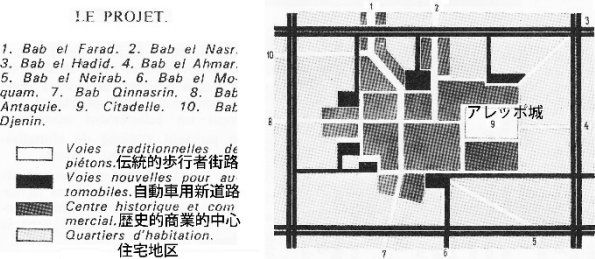 LE PROJET.
1. Bab el Farad. 2. Bab el Nasr.
3. Bab el Hadid. 4. Bab el Ahmar.
5. Bab el Neirab. 6. Bab el Mo-
quam. 7. Bab Qinnasrin. 8. Bab
Antaquie. 9. Citadelle. 10. Bab
Djenin.
Voies traditionnelles de
piétons.伝統的歩行者街路
Voies nouvelles pour au-
tomobiles.自動車用新道路
Centre historique et com-
mercial.歴史的商業的中心
Quartiers d'habitation.
住宅地区
1
2
3
10
アレッポ城
9
8
4
5
7
6